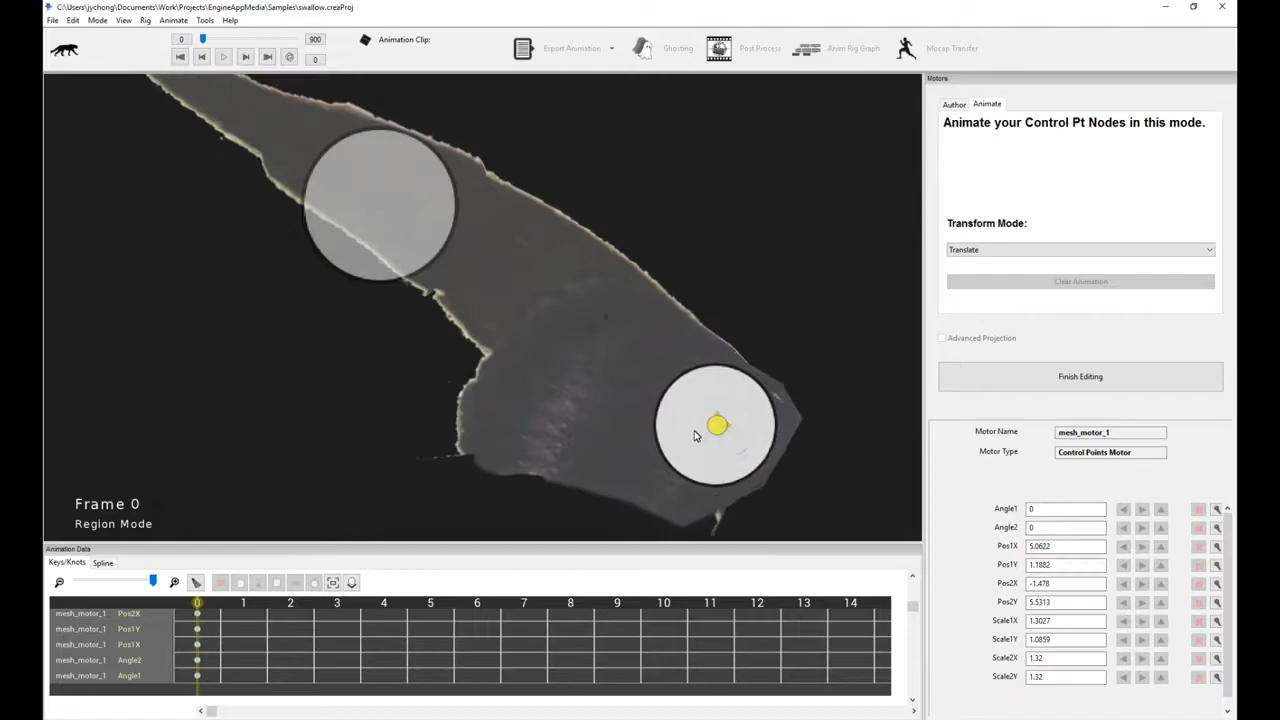 C:\Users\jychong\Documents\Work\Projects\EngineAppMedia\Samples\swallow.creaProj
File Edit Mode View Rig Animate Tools Help
0 900 Animation Clip: Export Animation Ghosting Post Process Anim Rig Graph Mocap Transfer
0
Motors
Author Animate
Animate your Control Pt Nodes in this mode.
Transform Mode:
Translate
Clear Animation
Advanced Projection
Finish Editing
Motor Name mesh_motor_1
Motor Type Control Points Motor
Angle1 0
Angle2 0
Pos1X 5.0622
Pos1Y 1.1882
Pos2X -1.478
Pos2Y 5.5313
Scale1X 1.3027
Scale1Y 1.0859
Scale2X 1.32
Scale2Y 1.32
Frame 0
Region Mode
Animation Data
Keys/Knots Spline
0 1 2 3 4 5 6 7 8 9 10 11 12 13 14
mesh_motor_1 Pos2X
mesh_motor_1 Pos1Y
mesh_motor_1 Pos1X
mesh_motor_1 Angle2
mesh_motor_1 Angle1